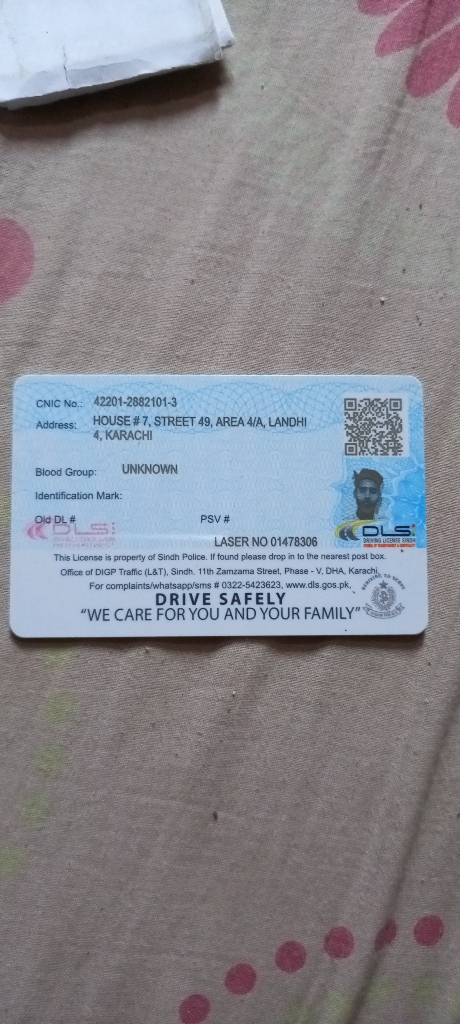 CNIC No.: 42201-2882101-3
Address: HOUSE # 7, STREET 49, AREA 4/A, LANDHI
4, KARACHI
Blood Group: UNKNOWN
Identification Mark:
Old DL #
PSV #
DLS
DLS
DRIVING LICENSE SINDH
LASER NO 01478306
This License is property of Sindh Police. If found please drop in to the nearest post box.
Office of DIGP Traffic (L&T), Sindh. 11th Zamzama Street, Phase - V, DHA, Karachi.
For complaints/whatsapp/sms # 0322-5423623, www.dls.gos.pk,
DRIVE SAFELY
"WE CARE FOR YOU AND YOUR FAMILY"